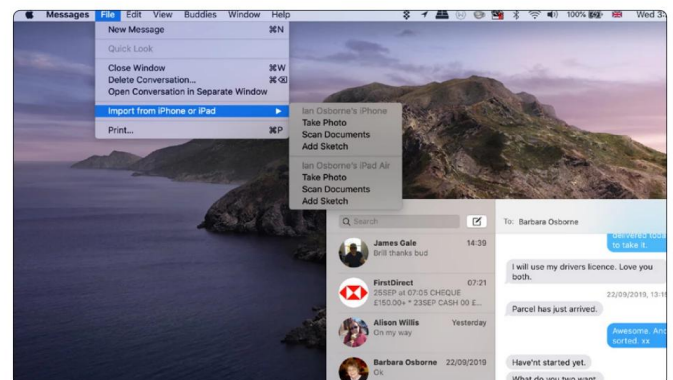 Messages File Edit View Buddies Window Help 100% Wed 3:
New Message ⌘N
Quick Look
Close Window ⌘W
Delete Conversation... ⌘⌫
Open Conversation in Separate Window
Import from iPhone or iPad ▶
Print... ⌘P
Ian Osborne's iPhone
Take Photo
Scan Documents
Add Sketch
Ian Osborne's iPad Air
Take Photo
Scan Documents
Add Sketch
Search
James Gale 14:39
Brill thanks bud
FirstDirect 07:21
25SEP at 07:05 CHEQUE
£150.00+ * 23SEP CASH 00 £...
Alison Willis Yesterday
On my way
Barbara Osborne 22/09/2019
Ok
To: Barbara Osborne
to take it.
I will use my drivers licence. Love you
both.
22/09/2019, 13:1
Parcel has just arrived.
Awesome. And
sorted. xx
Have'nt started yet.
What do you two want